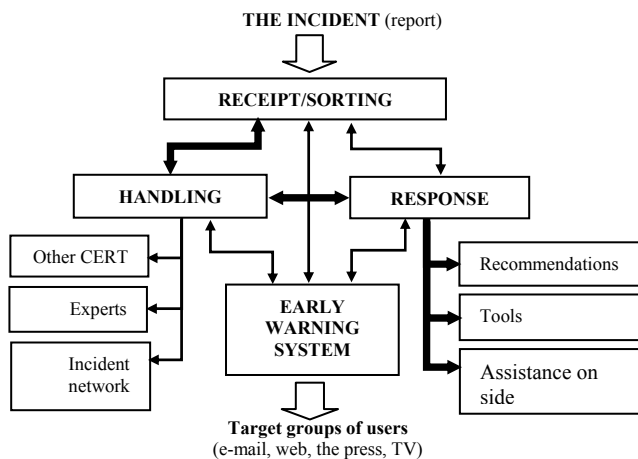 THE INCIDENT (report)
RECEIPT/SORTING
HANDLING
RESPONSE
Other CERT
Experts
Incident
network
EARLY
WARNING
SYSTEM
Recommendations
Tools
Assistance on
side
Target groups of users
(e-mail, web, the press, TV)